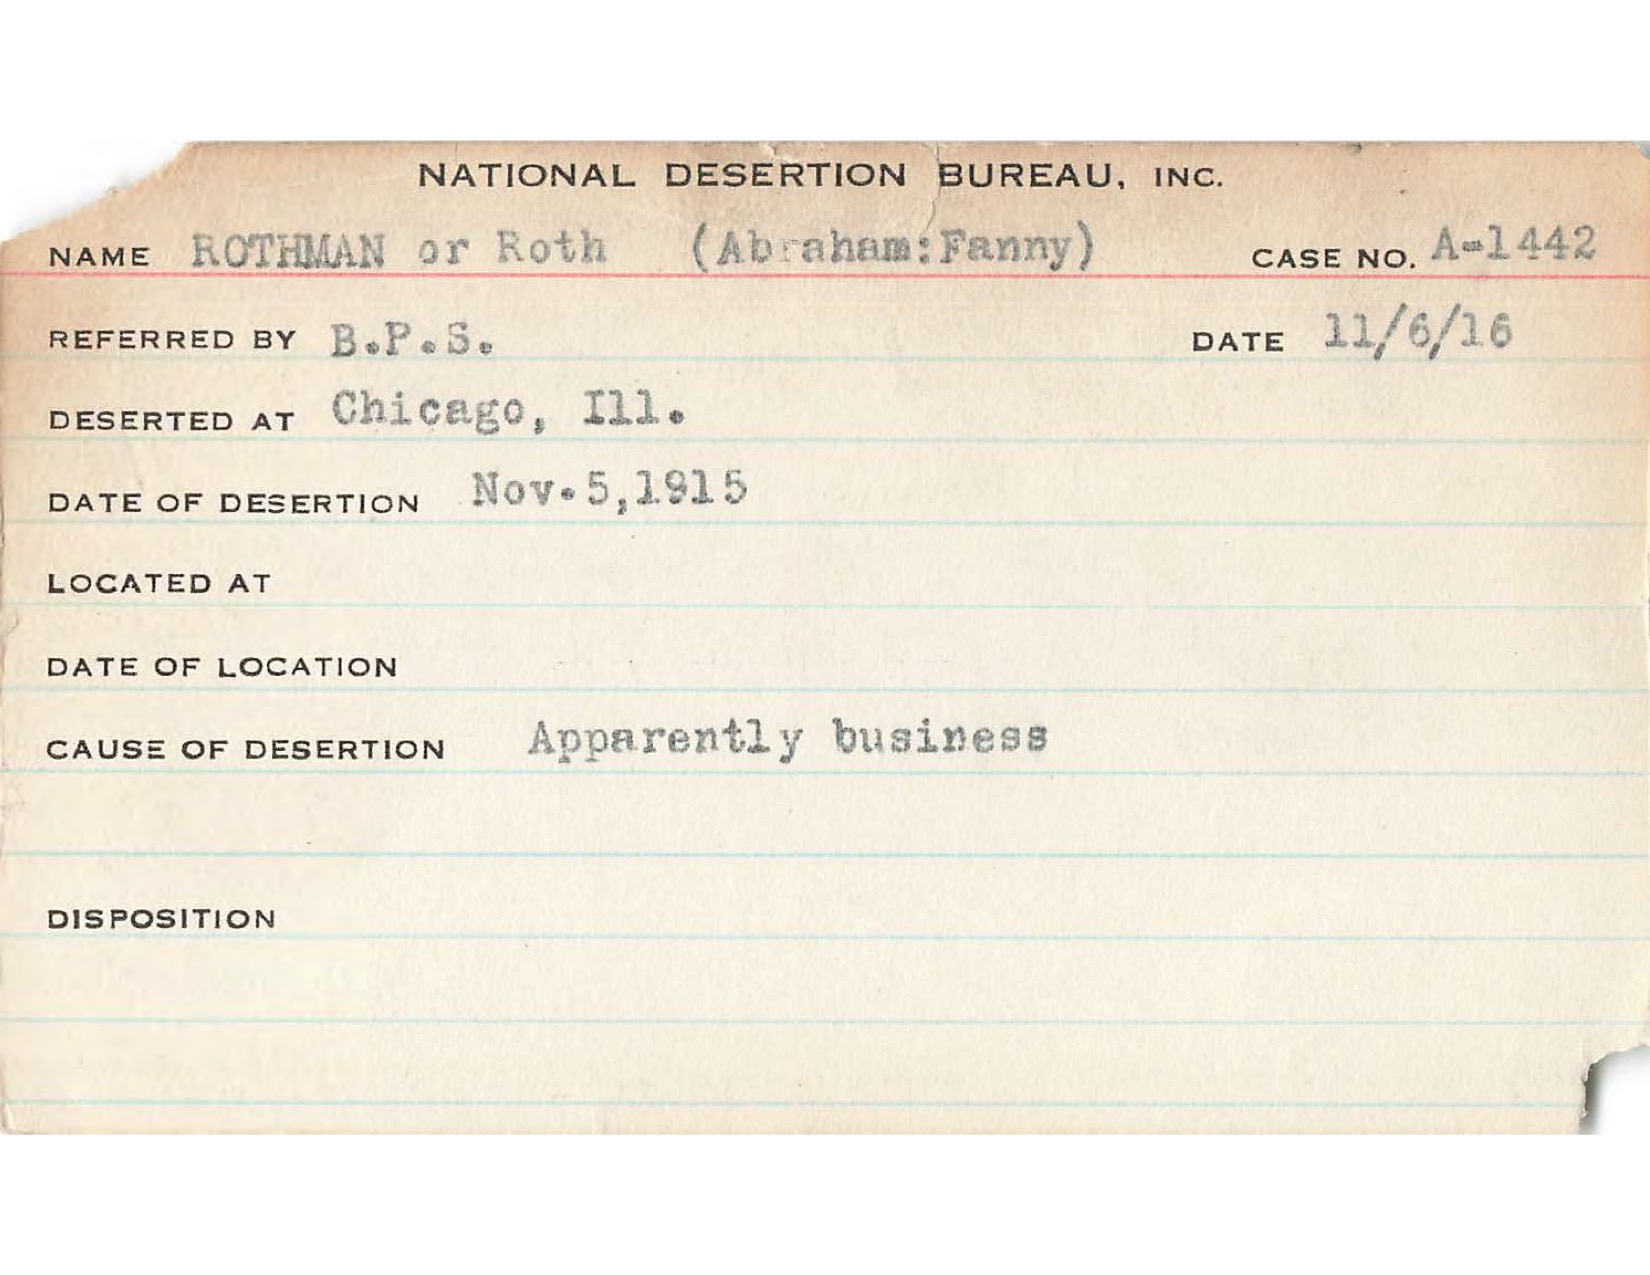 NATIONAL DESERTION BUREAU, INC.
NAME ROTHMAN or Roth (Abraham:Fanny) CASE NO. A-1442
REFERRED BY B.P.S. DATE 11/6/16
DESERTED AT Chicago, Ill.
DATE OF DESERTION Nov.5,1915
LOCATED AT
DATE OF LOCATION
CAUSE OF DESERTION Apparently business
DISPOSITION